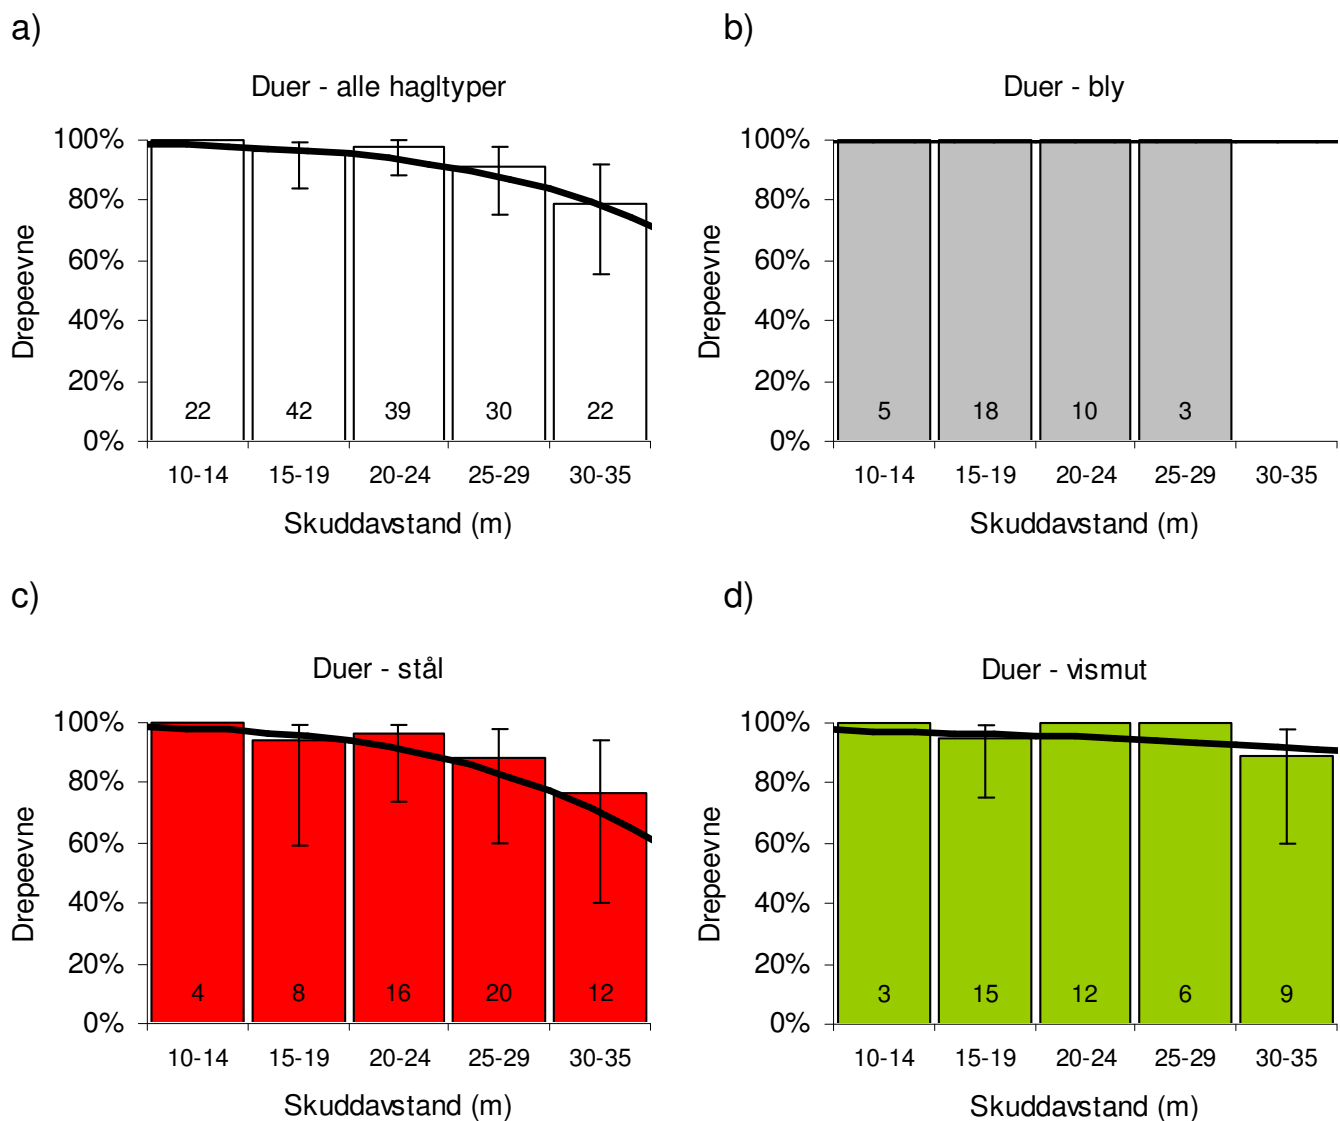 a)
Duer - alle hagltyper
Drepeevne
100%
80%
60%
40%
20%
0%
22 42 39 30 22
10-14 15-19 20-24 25-29 30-35
Skuddavstand (m)
b)
Duer - bly
Drepeevne
100%
80%
60%
40%
20%
0%
5 18 10 3
10-14 15-19 20-24 25-29 30-35
Skuddavstand (m)
c)
Duer - stål
Drepeevne
100%
80%
60%
40%
20%
0%
4 8 16 20 12
10-14 15-19 20-24 25-29 30-35
Skuddavstand (m)
d)
Duer - vismut
Drepeevne
100%
80%
60%
40%
20%
0%
3 15 12 6 9
10-14 15-19 20-24 25-29 30-35
Skuddavstand (m)